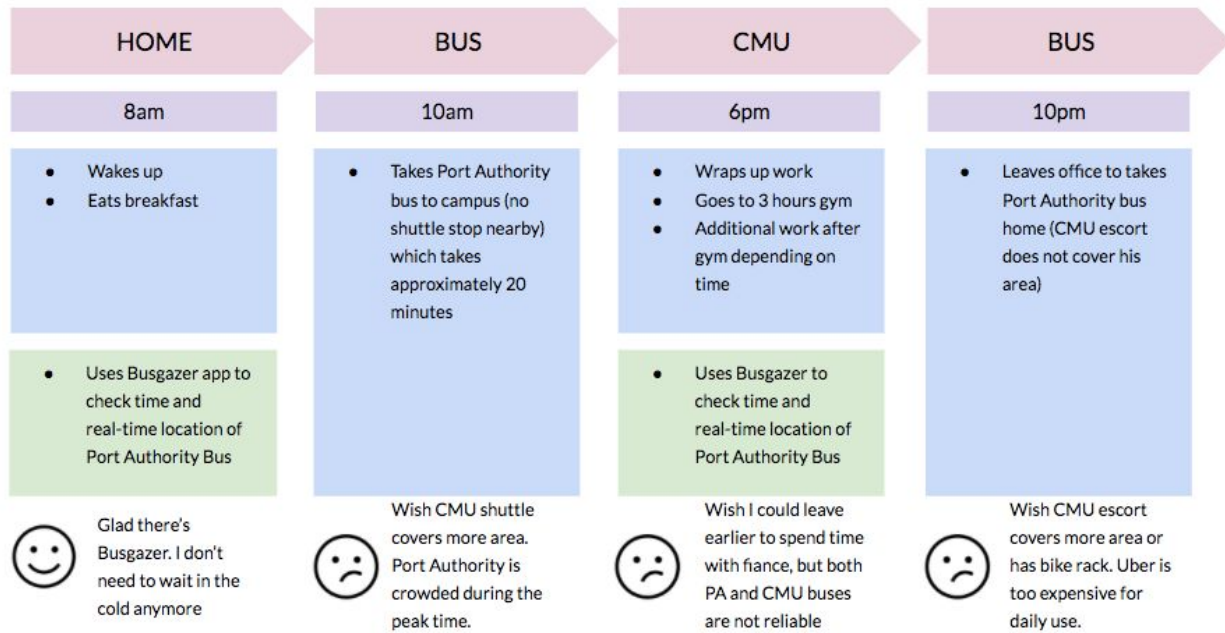 HOME
BUS
CMU
BUS
8am
10am
6pm
10pm
● Wakes up
● Eats breakfast
● Takes Port Authority
bus to campus (no
shuttle stop nearby)
which takes
approximately 20
minutes
● Wraps up work
● Goes to 3 hours gym
● Additional work after
gym depending on
time
● Leaves office to takes
Port Authority bus
home (CMU escort
does not cover his
area)
● Uses Busgazer app to
check time and
real-time location of
Port Authority Bus
● Uses Busgazer to
check time and
real-time location of
Port Authority Bus
Glad there's
Busgazer. I don't
need to wait in the
cold anymore
Wish CMU shuttle
covers more area.
Port Authority is
crowded during the
peak time.
Wish I could leave
earlier to spend time
with fiance, but both
PA and CMU buses
are not reliable
Wish CMU escort
covers more area or
has bike rack. Uber is
too expensive for
daily use.